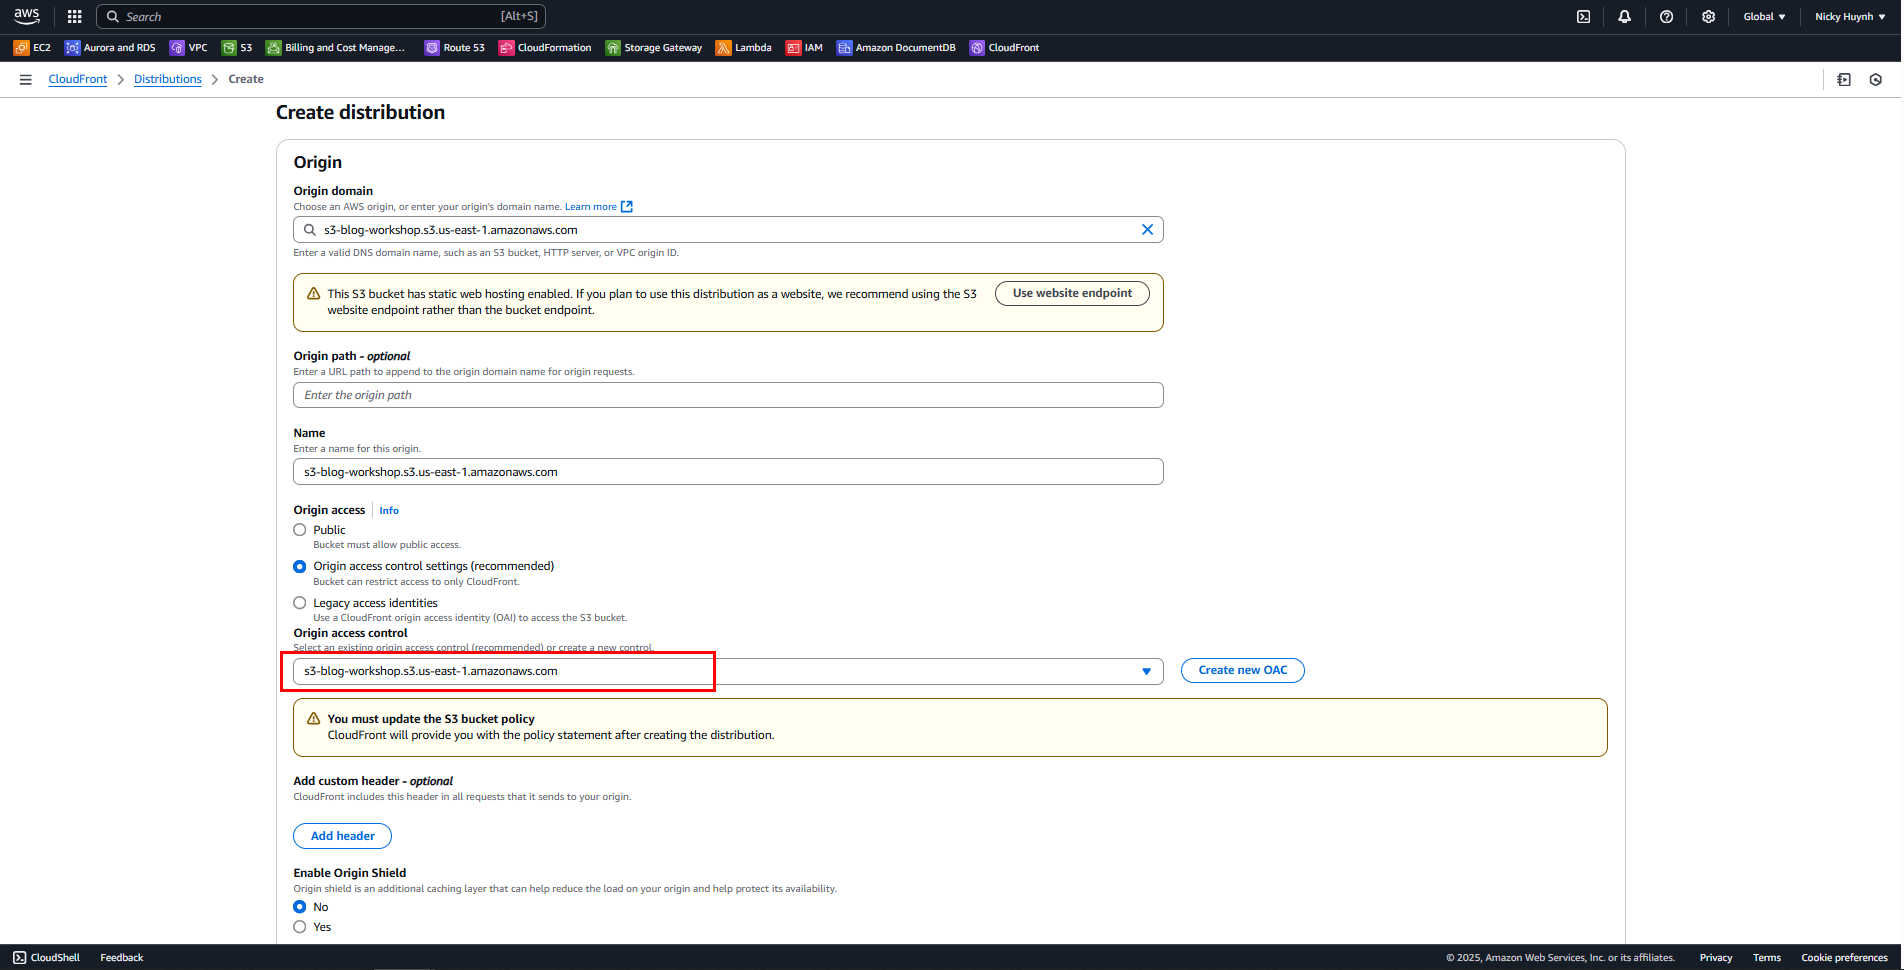 aws
Search [Alt+S]
Global ▼ Nicky Huynh ▼
EC2 Aurora and RDS VPC S3 Billing and Cost Manage... Route 53 CloudFormation Storage Gateway Lambda IAM Amazon DocumentDB CloudFront
CloudFront > Distributions > Create
Create distribution
Origin
Origin domain
Choose an AWS origin, or enter your origin's domain name. Learn more
s3-blog-workshop.s3.us-east-1.amazonaws.com
Enter a valid DNS domain name, such as an S3 bucket, HTTP server, or VPC origin ID.
This S3 bucket has static web hosting enabled. If you plan to use this distribution as a website, we recommend using the S3
website endpoint rather than the bucket endpoint.
Use website endpoint
Origin path - optional
Enter a URL path to append to the origin domain name for origin requests.
Enter the origin path
Name
Enter a name for this origin.
s3-blog-workshop.s3.us-east-1.amazonaws.com
Origin access Info
Public
Bucket must allow public access.
Origin access control settings (recommended)
Bucket can restrict access to only CloudFront.
Legacy access identities
Use a CloudFront origin access identity (OAI) to access the S3 bucket.
Origin access control
Select an existing origin access control (recommended) or create a new control.
s3-blog-workshop.s3.us-east-1.amazonaws.com
Create new OAC
You must update the S3 bucket policy
CloudFront will provide you with the policy statement after creating the distribution.
Add custom header - optional
CloudFront includes this header in all requests that it sends to your origin.
Add header
Enable Origin Shield
Origin shield is an additional caching layer that can help reduce the load on your origin and help protect its availability.
No
Yes
CloudShell Feedback © 2025, Amazon Web Services, Inc. or its affiliates. Privacy Terms Cookie preferences